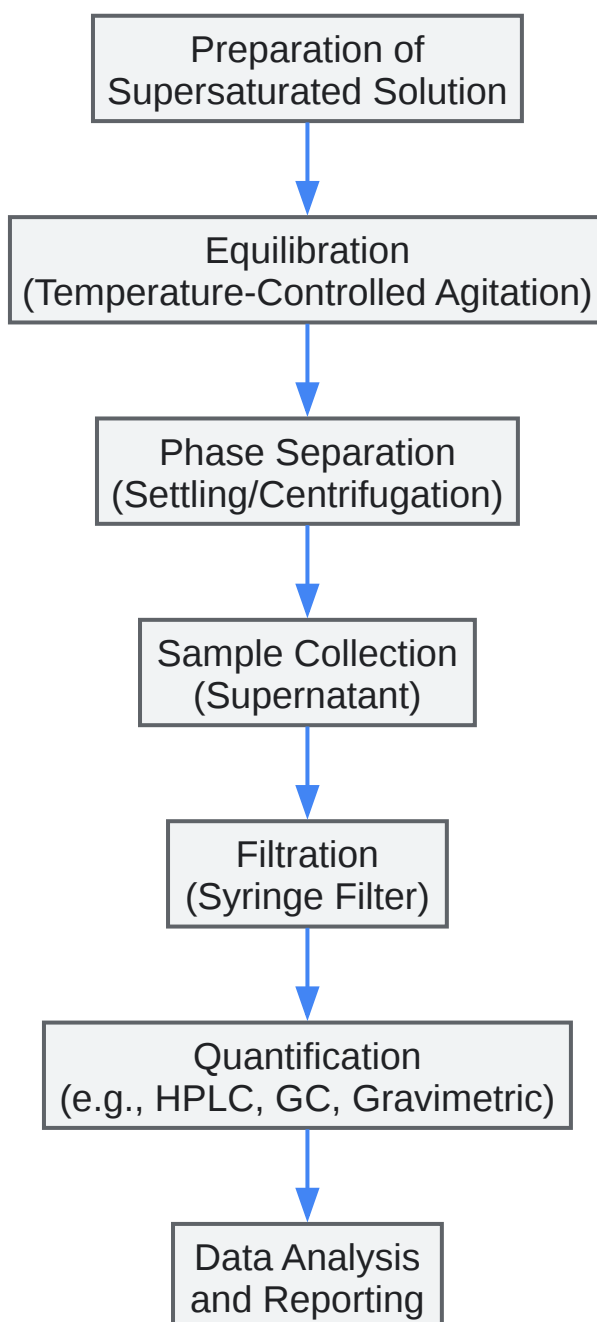 Preparation of
Supersaturated Solution
Equilibration
(Temperature-Controlled Agitation)
Phase Separation
(Settling/Centrifugation)
Sample Collection
(Supernatant)
Filtration
(Syringe Filter)
Quantification
(e.g., HPLC, GC, Gravimetric)
Data Analysis
and Reporting